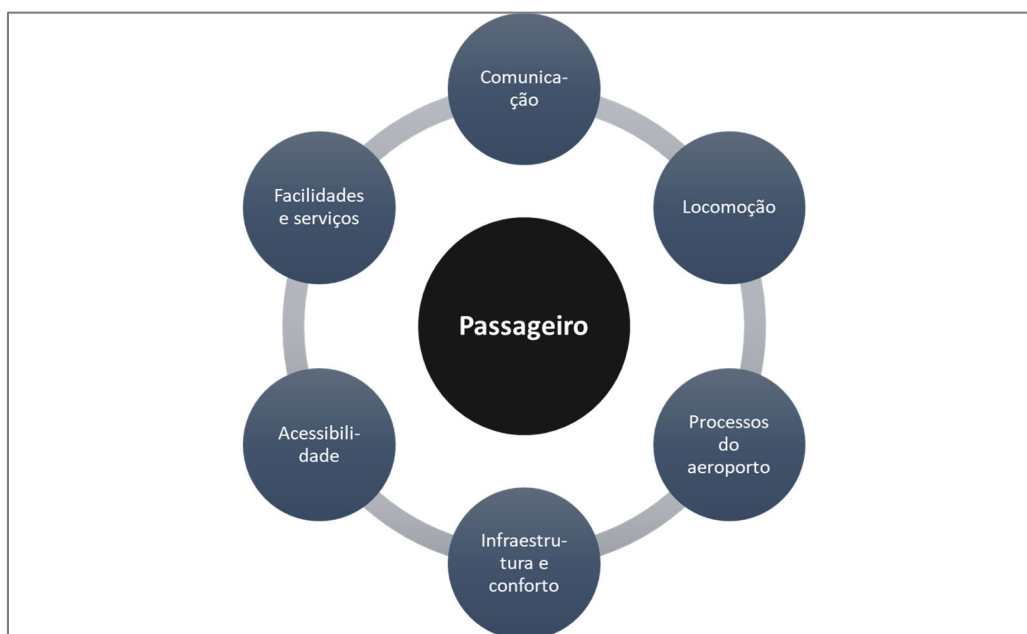 Comunica-
ção
Facilidades
e serviços
Locomoção
Passageiro
Acessibili-
dade
Processos
do
aeroporto
Infraestru-
tura e
conforto